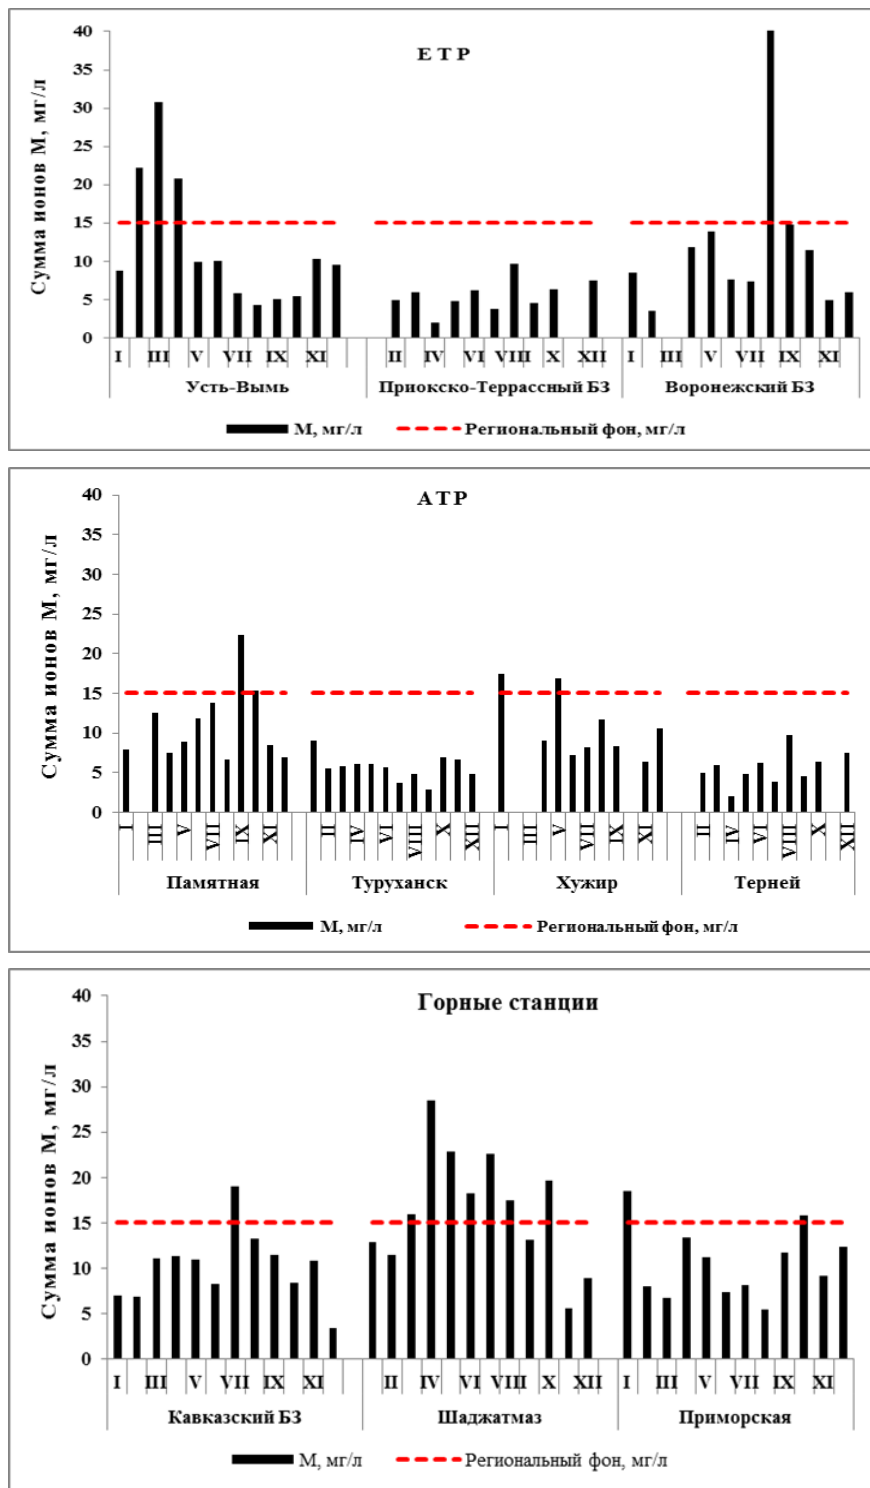 ЕТР
Сумма ионов М, мг/л
40
35
30
25
20
15
10
5
0
I III V VII IX XI II IV VI VIII X XII I III V VII IX XI
Усть-Вымь Приокско-Террассный БЗ Воронежский БЗ
М, мг/л Региональный фон, мг/л
АТР
Сумма ионов М, мг/л
40
35
30
25
20
15
10
5
0
I III V VII IX XI II IV VI VIII X XII I III V VII IX XI II IV VI VIII X XII
Памятная Туруханск Хужир Терней
М, мг/л Региональный фон, мг/л
Горные станции
Сумма ионов М, мг/л
40
35
30
25
20
15
10
5
0
I III V VII IX XI II IV VI VIII X XII I III V VII IX XI
Кавказский БЗ Шаджатмаз Приморская
М, мг/л Региональный фон, мг/л